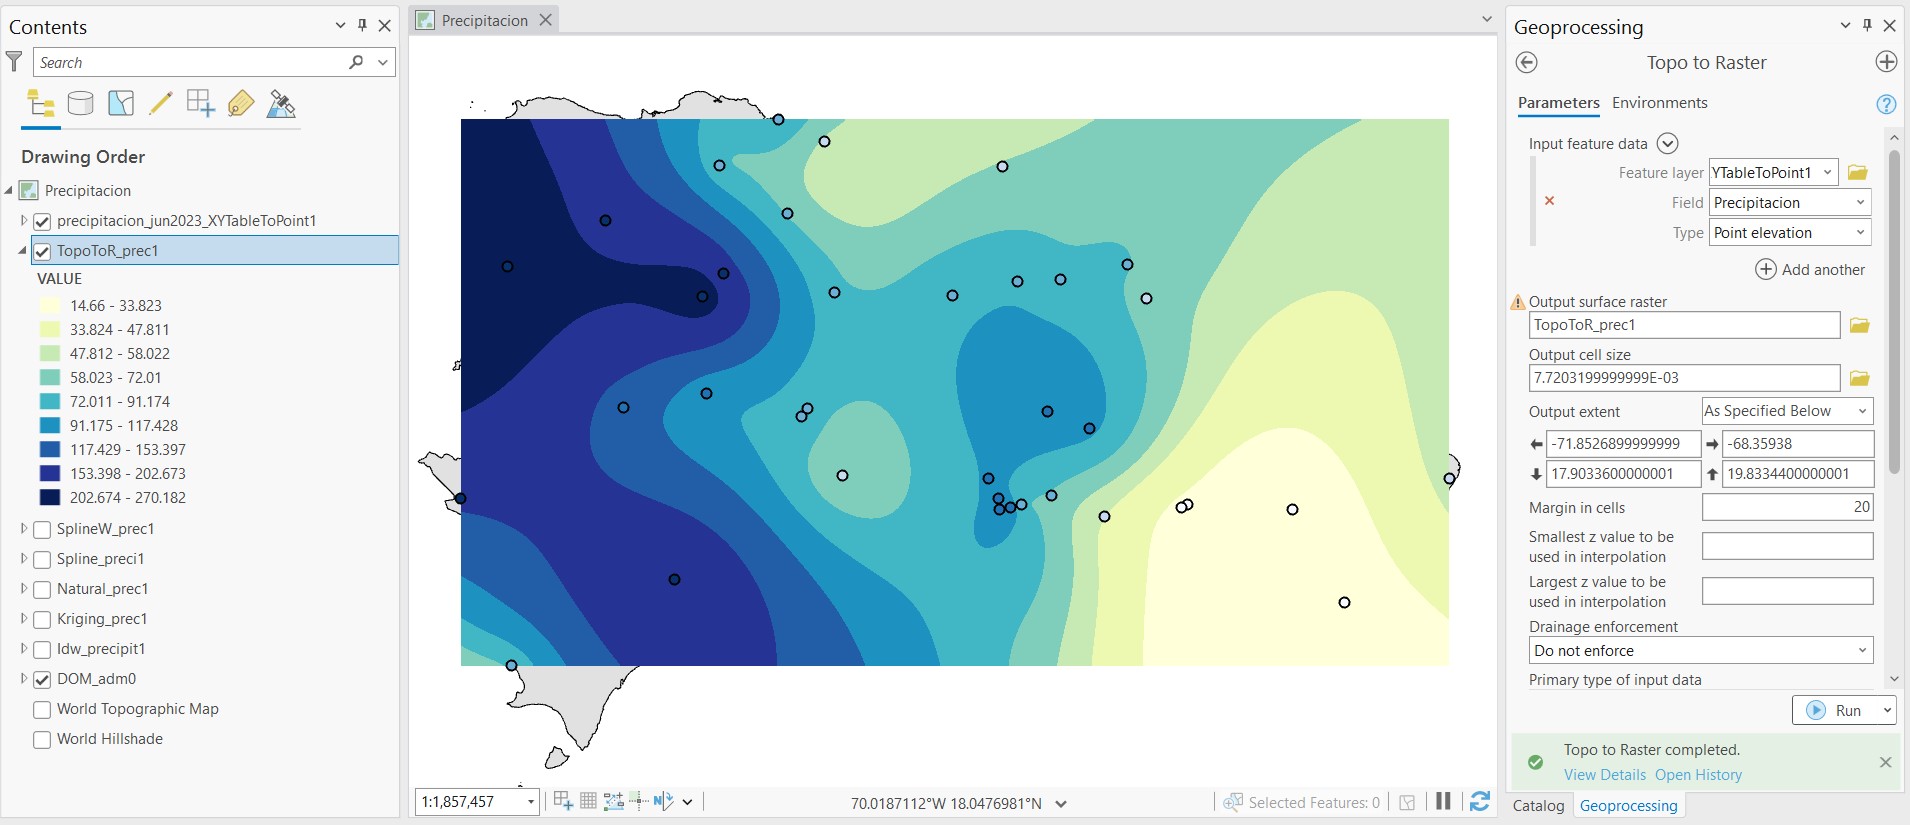 Contents
Search
Drawing Order
Precipitacion
precipitacion_jun2023_XYTableToPoint1
TopoToR_prec1
VALUE
14.66 - 33.823
33.824 - 47.811
47.812 - 58.022
58.023 - 72.01
72.011 - 91.174
91.175 - 117.428
117.429 - 153.397
153.398 - 202.673
202.674 - 270.182
SplineW_prec1
Spline_preci1
Natural_prec1
Kriging_prec1
Idw_precipit1
DOM_adm0
World Topographic Map
World Hillshade
Precipitacion
1:1,857,457
70.0187112°W 18.0476981°N
Selected Features: 0
Geoprocessing
Topo to Raster
Parameters Environments
Input feature data
Feature layer YTableToPoint1
Field Precipitacion
Type Point elevation
Add another
Output surface raster
TopoToR_prec1
Output cell size
7.7203199999999E-03
Output extent As Specified Below
-71.8526899999999 -68.35938
17.9033600000001 19.8334400000001
Margin in cells 20
Smallest z value to be
used in interpolation
Largest z value to be
used in interpolation
Drainage enforcement
Do not enforce
Primary type of input data
Run
Topo to Raster completed.
View Details Open History
Catalog Geoprocessing